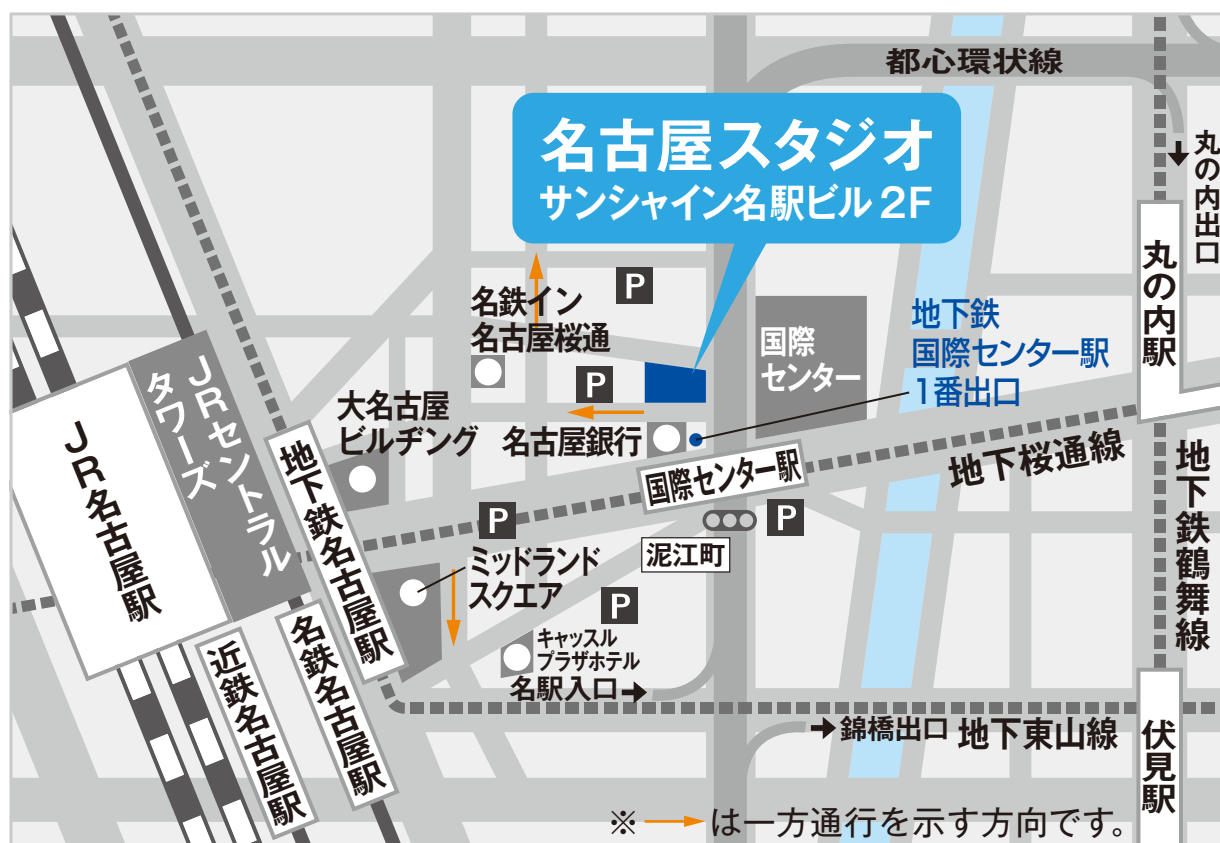 都心環状線
名古屋スタジオ
サンシャイン名駅ビル 2F
丸の内出口
丸の内駅
名鉄イン
名古屋桜通
P
国際
センター
地下鉄
国際センター駅
1番出口
P
大名古屋
ビルヂング
名古屋銀行
JRセントラル
タワーズ
JR名古屋駅
地下鉄名古屋駅
国際センター駅
地下桜通線
地下鉄鶴舞線
P
P
泥江町
ミッドランド
スクエア
P
キャッスル
プラザホテル
名駅入口
近鉄名古屋駅
名鉄名古屋駅
錦橋出口
地下東山線
伏見駅
※→は一方通行を示す方向です。